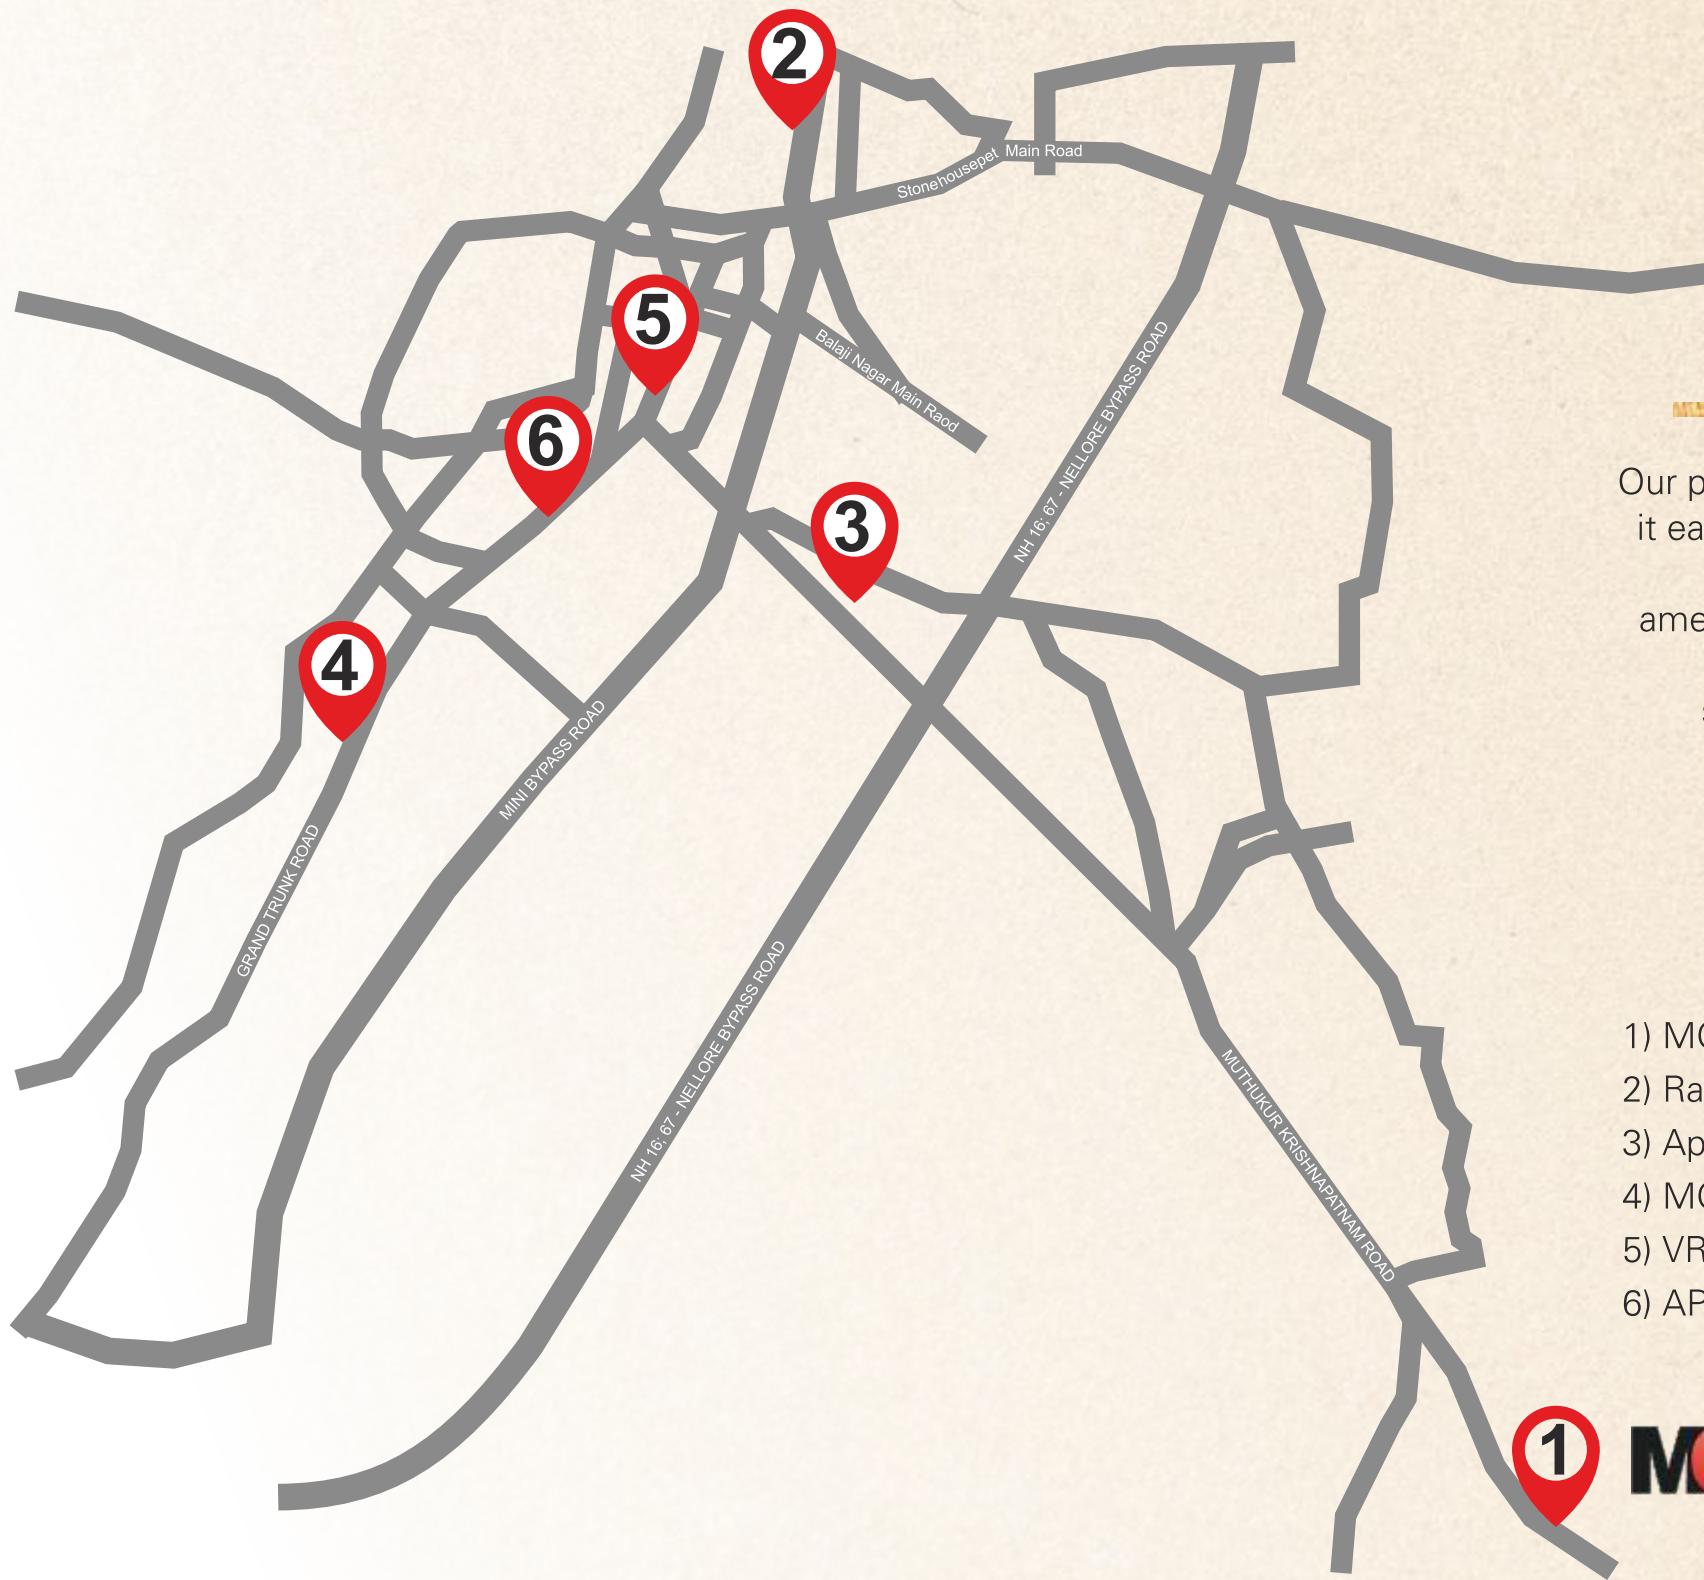 2
Stonehousepet Main Road
5
Balaji Nagar Main Raod
NH 16; 67 - NELLORE BYPASS ROAD
6
3
Our p
it ea
ame
4
MINI BYPASS ROAD
GRAND TRUNK ROAD
NH 16; 67 - NELLORE BYPASS ROAD
MUTHUKUR KRISHNAPATNAM ROAD
1) M
2) Ra
3) Ap
4) M
5) VR
6) AP
1
M